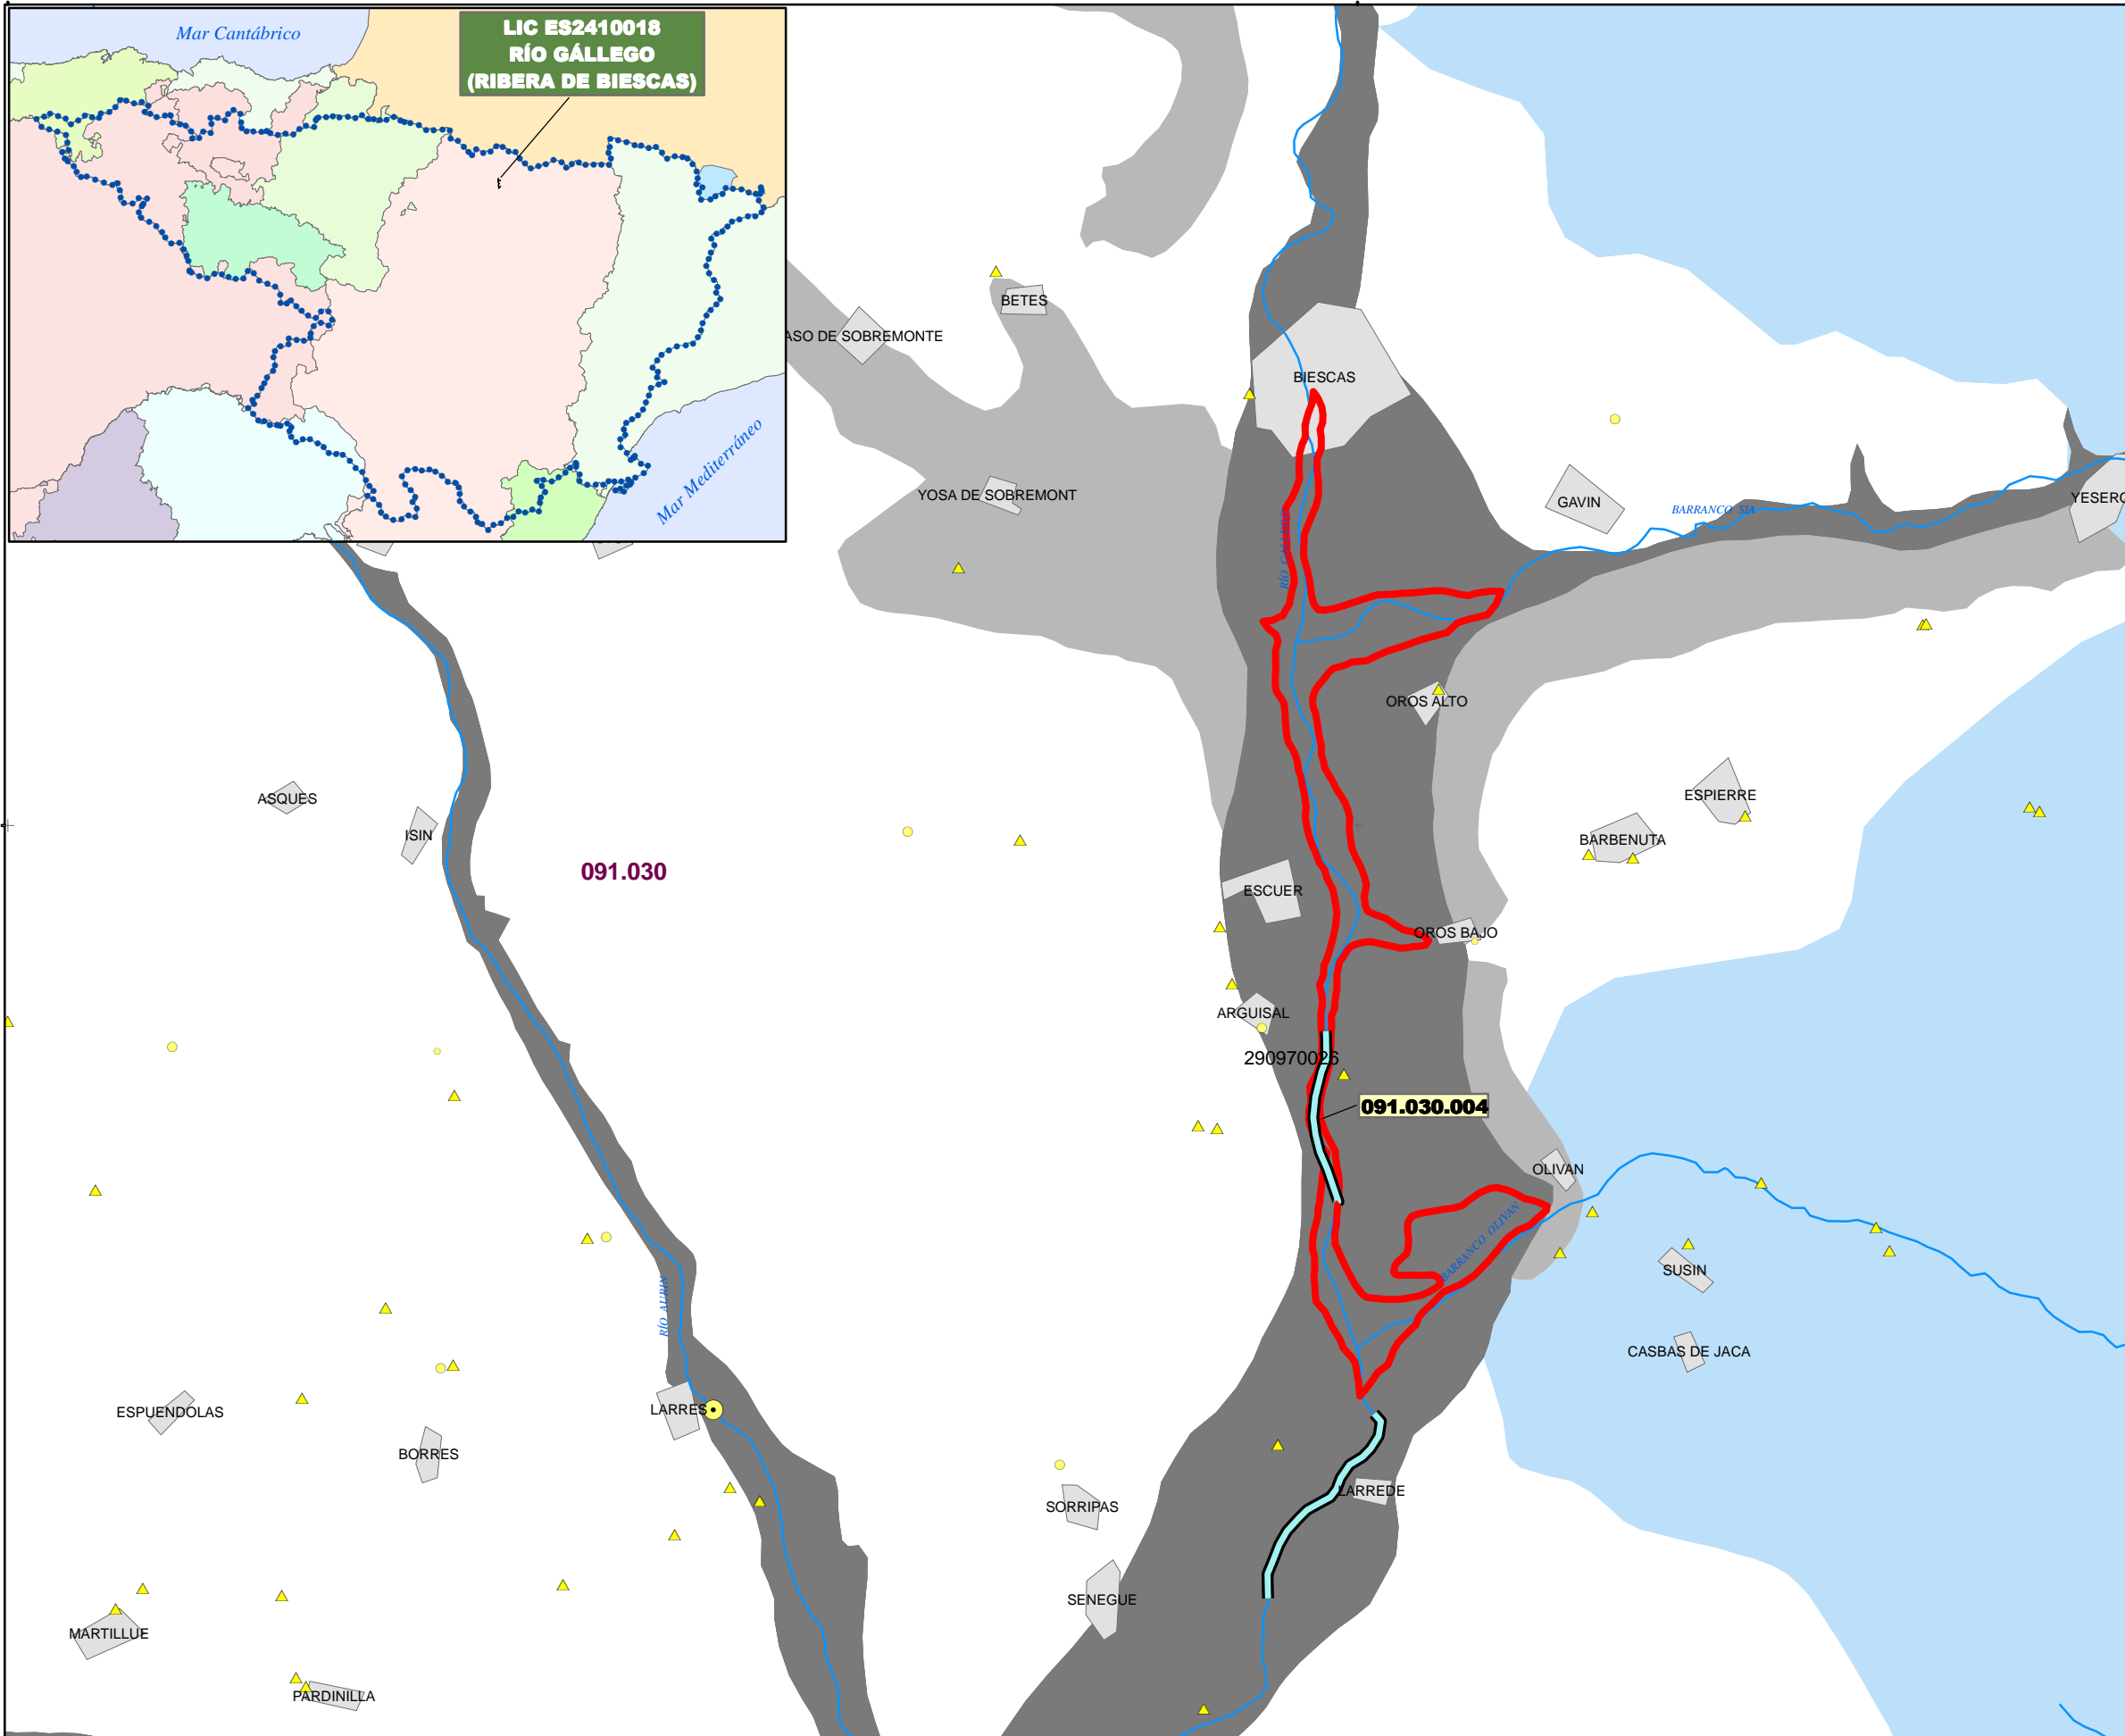 Mar Cantábrico
LIC ES2410018
RÍO GÁLLEGO
(RIBERA DE BIESCAS)
Mar Mediterráneo
BETES
ASO DE SOBREMONTE
BIESCAS
YOSA DE SOBREMONT
GAVIN
BARRANCO SIA
YESERO
RÍO
OROS ALTO
ASQUES
ISIN
091.030
ESPIERRE
BARBENUTA
ESCUER
OROS BAJO
ARGUISAL
290970026
091.030.004
OLIVAN
BARRANCO OLIVAN
SUSIN
RÍO AURIN
CASBAS DE JACA
ESPUENDOLAS
LARRES
BORRES
LARREDE
SORRIPAS
SENEGUE
MARTILLUE
PARDINILLA